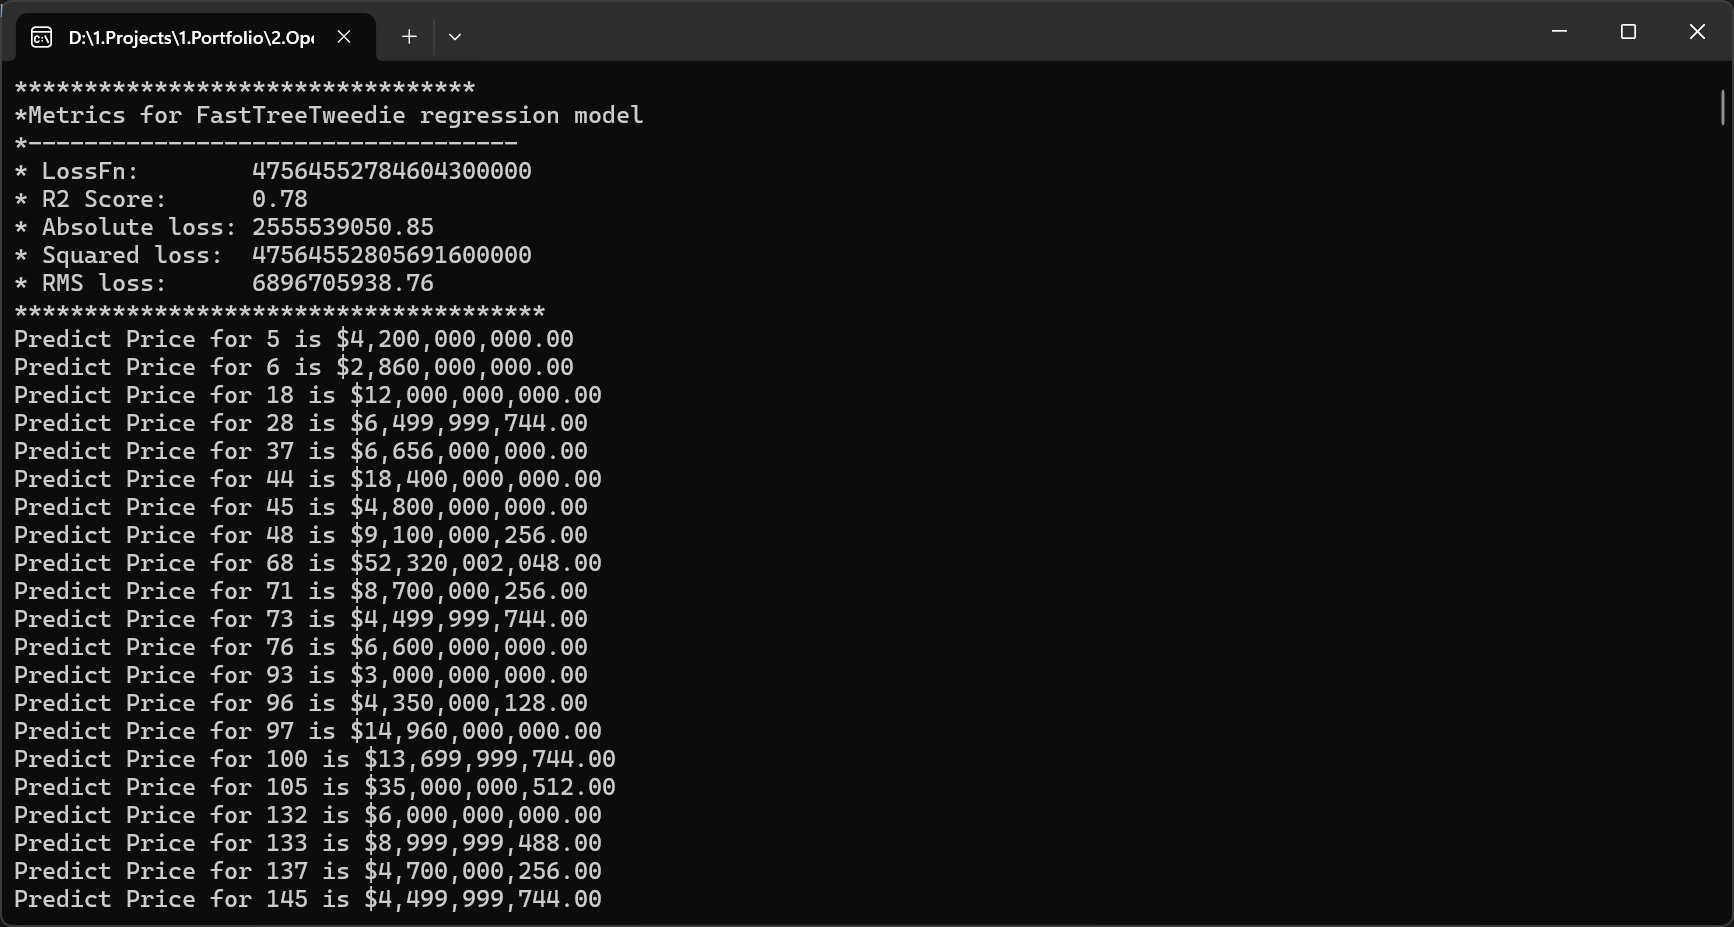 D:\1.Projects\1.Portfolio\2.Ope
*********************************
*Metrics for FastTreeTweedie regression model
*-----------------------------------
* LossFn:        47564552784604300000
* R2 Score:      0.78
* Absolute loss: 2555539050.85
* Squared loss:  47564552805691600000
* RMS loss:      6896705938.76
**************************************
Predict Price for 5 is $4,200,000,000.00
Predict Price for 6 is $2,860,000,000.00
Predict Price for 18 is $12,000,000,000.00
Predict Price for 28 is $6,499,999,744.00
Predict Price for 37 is $6,656,000,000.00
Predict Price for 44 is $18,400,000,000.00
Predict Price for 45 is $4,800,000,000.00
Predict Price for 48 is $9,100,000,256.00
Predict Price for 68 is $52,320,002,048.00
Predict Price for 71 is $8,700,000,256.00
Predict Price for 73 is $4,499,999,744.00
Predict Price for 76 is $6,600,000,000.00
Predict Price for 93 is $3,000,000,000.00
Predict Price for 96 is $4,350,000,128.00
Predict Price for 97 is $14,960,000,000.00
Predict Price for 100 is $13,699,999,744.00
Predict Price for 105 is $35,000,000,512.00
Predict Price for 132 is $6,000,000,000.00
Predict Price for 133 is $8,999,999,488.00
Predict Price for 137 is $4,700,000,256.00
Predict Price for 145 is $4,499,999,744.00